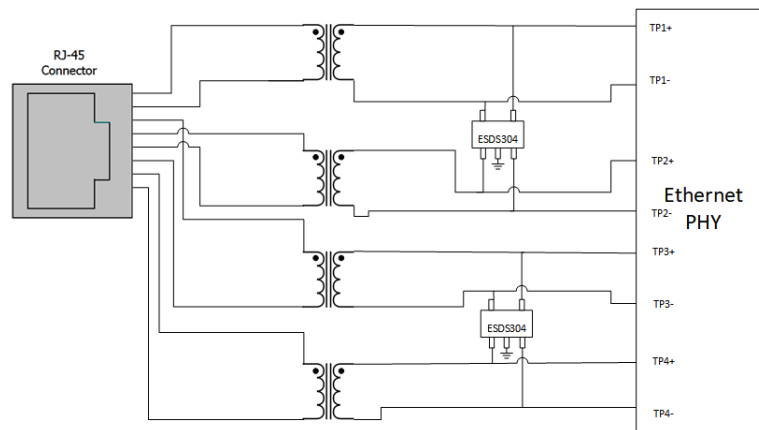 RJ-45
Connector
TP1+
TP1-
ESDS304
TP2+
Ethernet
PHY
TP2-
TP3+
TP3-
ESDS304
TP4+
TP4-